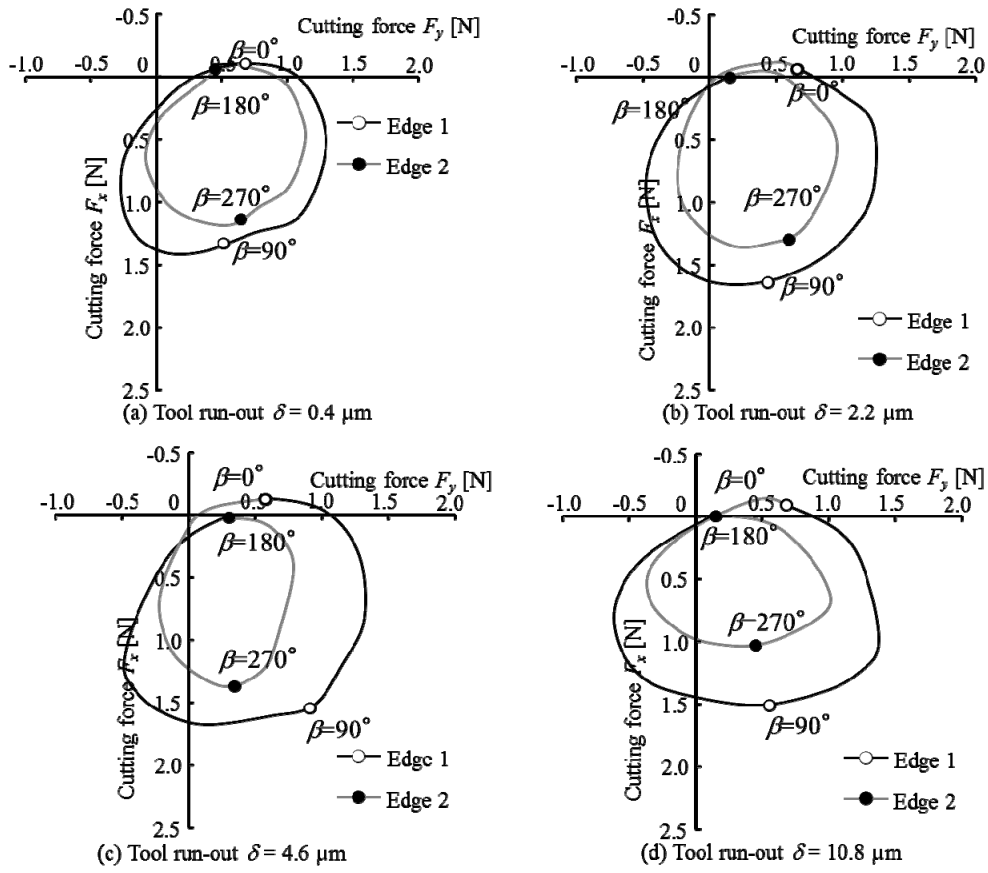 -0.5
Cutting force Fy [N]
β=0°
-1.0 -0.5 0 0.5 1.0 1.5 2.0
β=180°
0.5
Edge 1
Edge 2
Cutting force Fx [N]
β=270°
1.0
β=90°
1.5
2.0
2.5
(a) Tool run-out δ = 0.4 μm
-0.5
Cutting force Fy [N]
-1.0 -0.5 0 0.5 1.0 1.5 2.0
β=0°
β=180°
0.5
Cutting force Fx [N]
β=270°
1.0
1.5
β=90°
Edge 1
2.0
Edge 2
2.5
(b) Tool run-out δ = 2.2 μm
-0.5
β=0°
Cutting force Fy [N]
-1.0 -0.5 0 0.5 1.0 1.5 2.0
β=180°
0.5
Cutting force Fx [N]
1.0
β=270°
1.5
β=90°
Edgc 1
2.0
Edge 2
2.5
(c) Tool run-out δ = 4.6 μm
-0.5
β=0°
Cutting force Fy [N]
-1.0 -0.5 0 0.5 1.0 1.5 2.0
β=180°
0.5
Cutting force Fx [N]
β−270°
1.0
1.5
β=90°
Edge 1
2.0
Edge 2
2.5
(d) Tool run-out δ = 10.8 μm